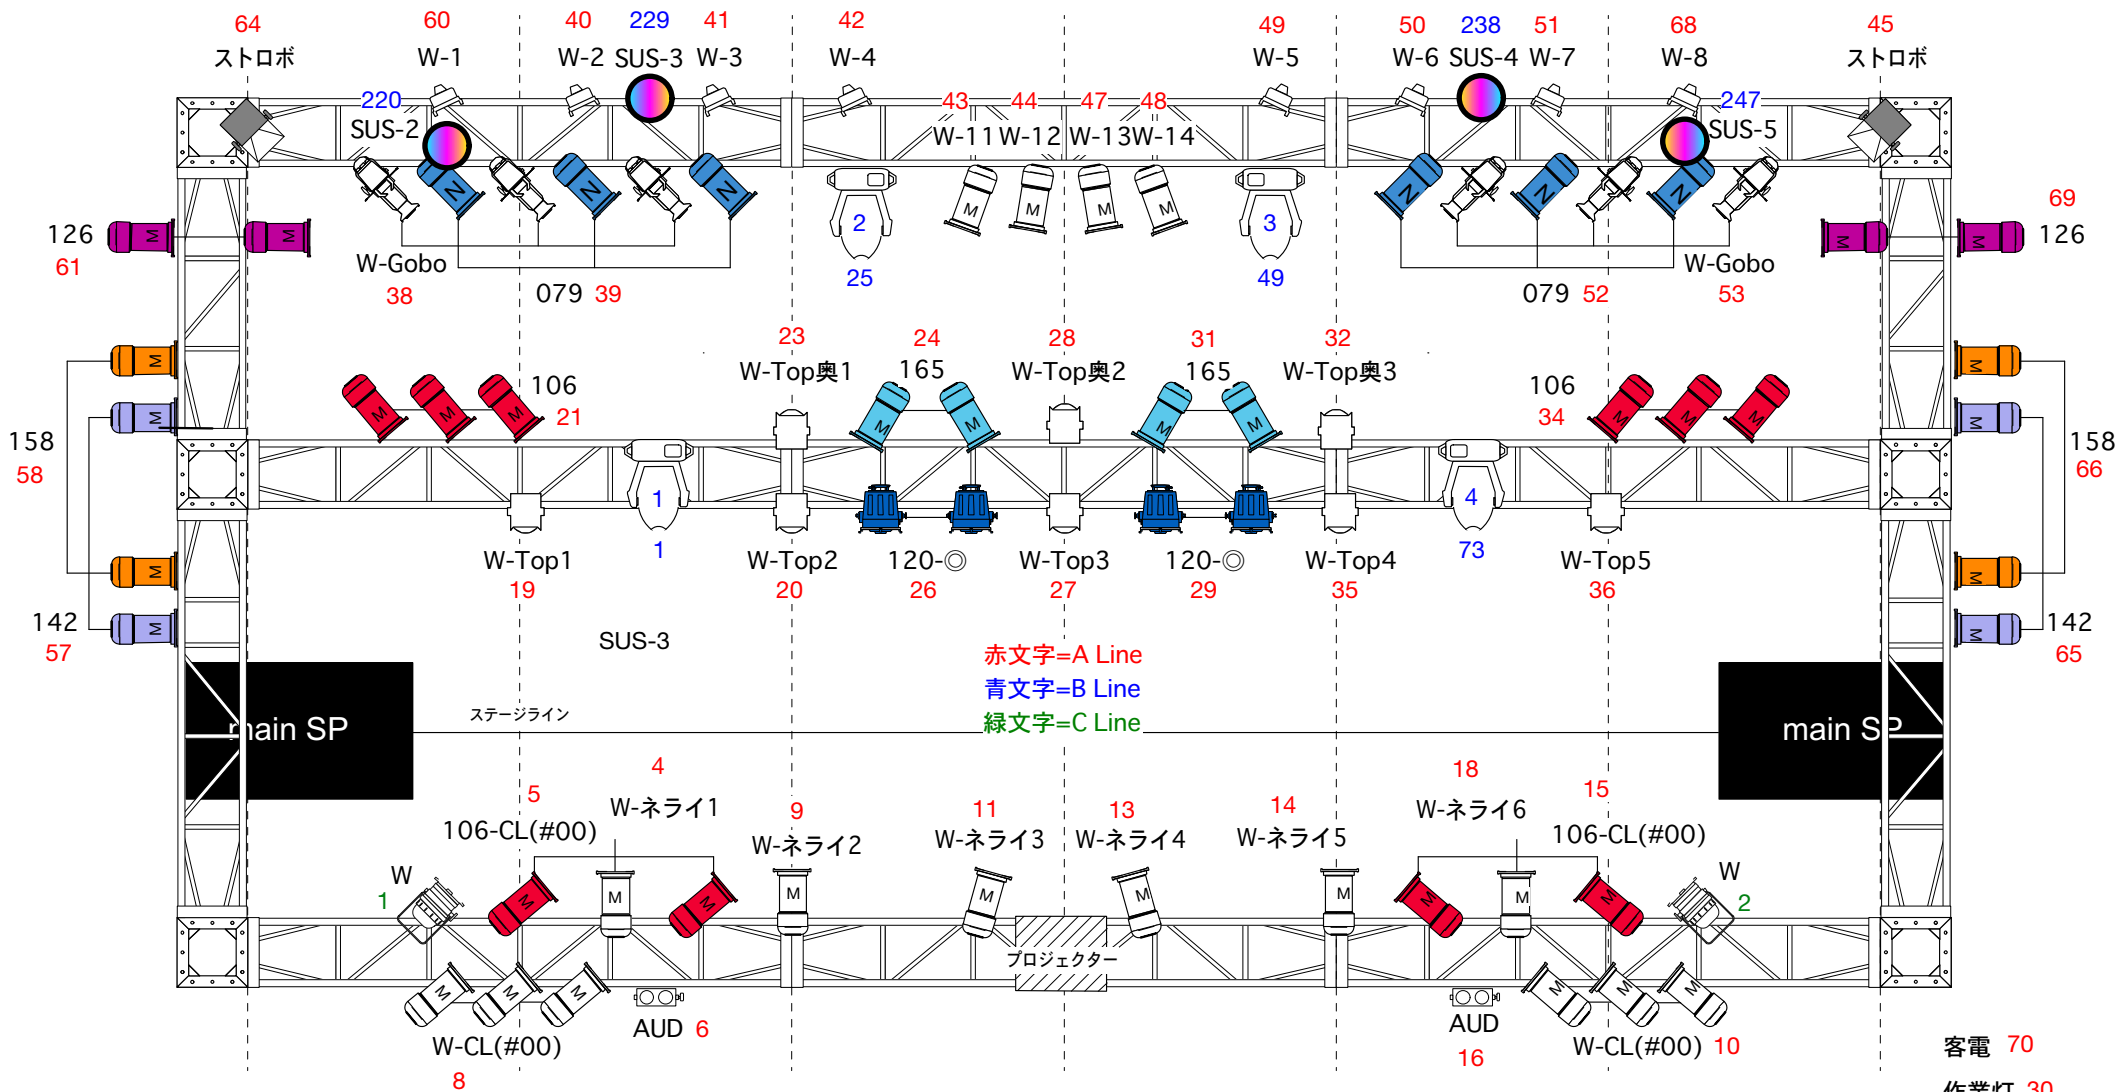 64 60 40 229 41 42 49 50 238 51 68 45
ストロボ W-1 W-2 SUS-3 W-3 W-4 W-5 W-6 SUS-4 W-7 W-8 ストロボ
220 43 44 47 48 247
SUS-2 W-11 W-12 W-13 W-14 SUS-5
N N N M M M M N N N
2 3
126 M M M M 69
61 126
W-Gobo 25 49 W-Gobo
38 079 39 079 52 53
23 24 28 31 32
W-Top奥1 165 W-Top奥2 165 W-Top奥3
M M
106 106
21 34
M M M M M M M M M M
M M
158 158
58 66
1 4
W-Top1 1 W-Top2 120-◎ W-Top3 120-◎ W-Top4 73 W-Top5
19 20 26 27 29 35 36
M M
142 M M 142
57 65
SUS-3
赤文字=A Line
青文字=B Line
緑文字=C Line
main SP ステージライン main SP
5 4 9 11 13 14 18 15
106-CL(#00) W-ネライ1 W-ネライ2 W-ネライ3 W-ネライ4 W-ネライ5 W-ネライ6 106-CL(#00)
W W
1 M M M M M M 2
プロジェクター
M M M M M M
AUD 6 AUD
W-CL(#00) 16 W-CL(#00) 10
8
客電 70
作業灯 30